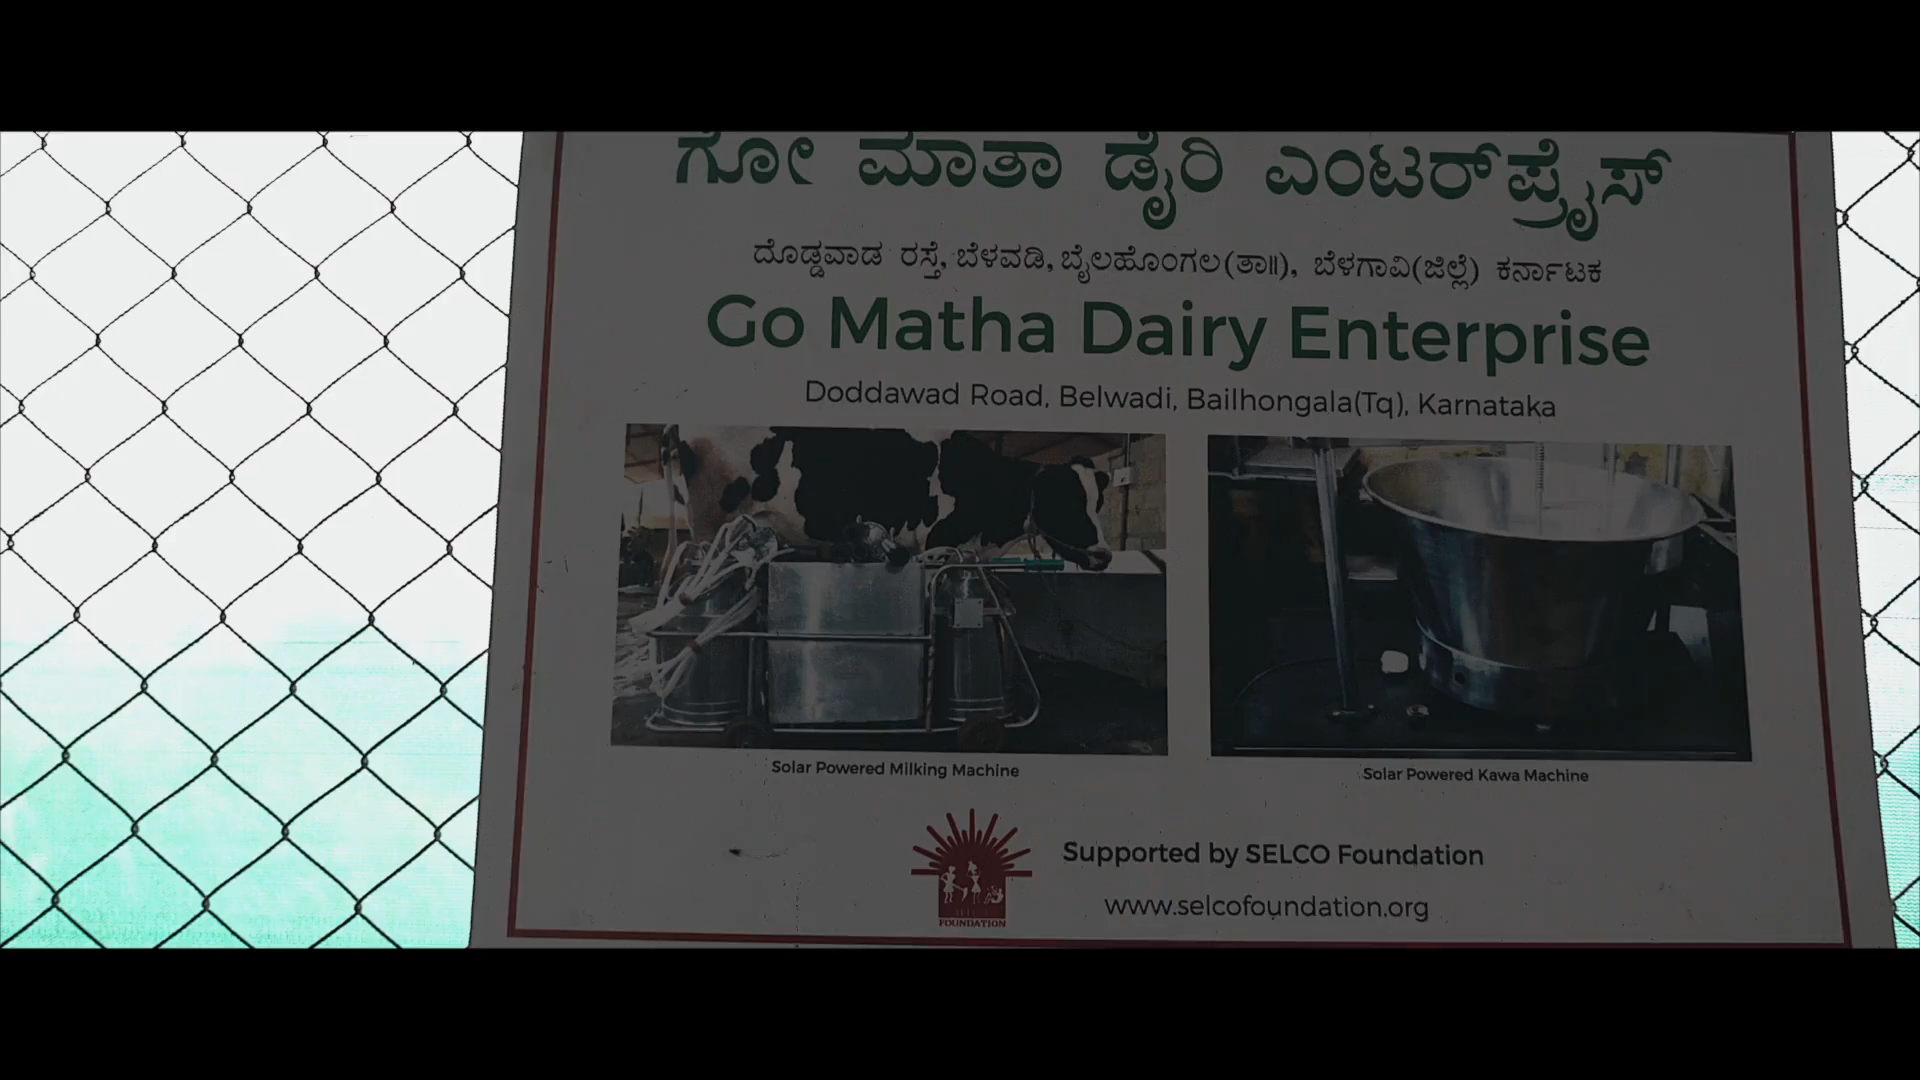 ಗೋ ಮಾತಾ ಡೈರಿ ಎಂಟರ್‌ಪ್ರೈಸ್
ದೊಡ್ಡವಾಡ ರಸ್ತೆ, ಬೆಳವಡಿ, ಬೈಲಹೊಂಗಲ(ತಾ॥), ಬೆಳಗಾವಿ(ಜಿಲ್ಲೆ) ಕರ್ನಾಟಕ
Go Matha Dairy Enterprise
Doddawad Road, Belwadi, Bailhongala(Tq), Karnataka
Solar Powered Milking Machine
Solar Powered Kawa Machine
Supported by SELCO Foundation
www.selcofoundation.org
FOUNDATION